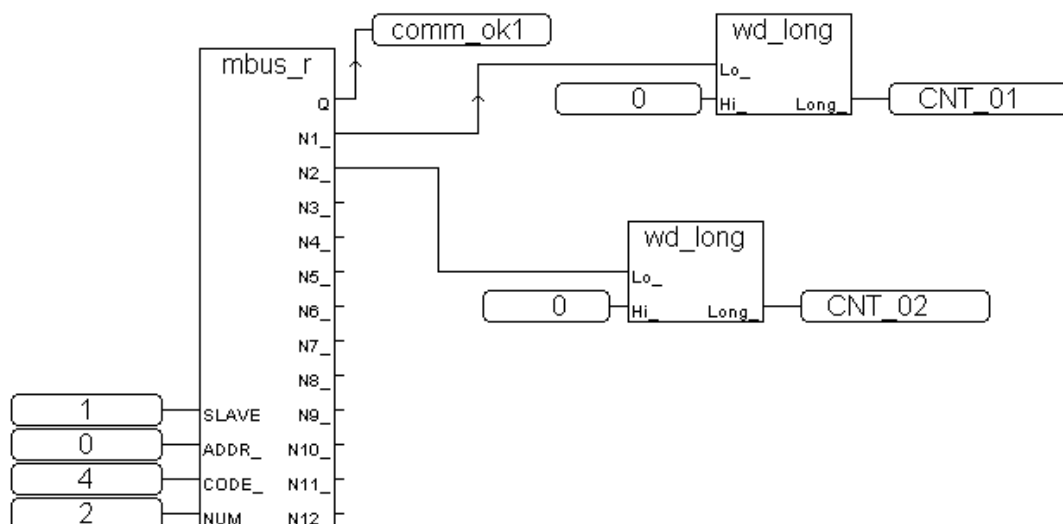 comm_ok1
wd_long
mbus_r
Lo_
Q
0
Hi_ Long_
CNT_01
N1_
N2_
N3_
N4_
wd_long
N5_
Lo_
N6_
0
Hi_ Long_
CNT_02
N7_
N8_
1
SLAVE
N9_
0
ADDR_
N10_
4
CODE_
N11_
2
NUM
N12